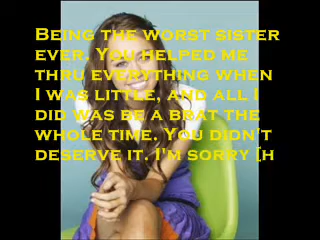 Being the worst sister
ever. You helped me
thru everything when
I was little, and all I
did was be a brat the
whole time. You didn't
deserve it. I'm sorry [h